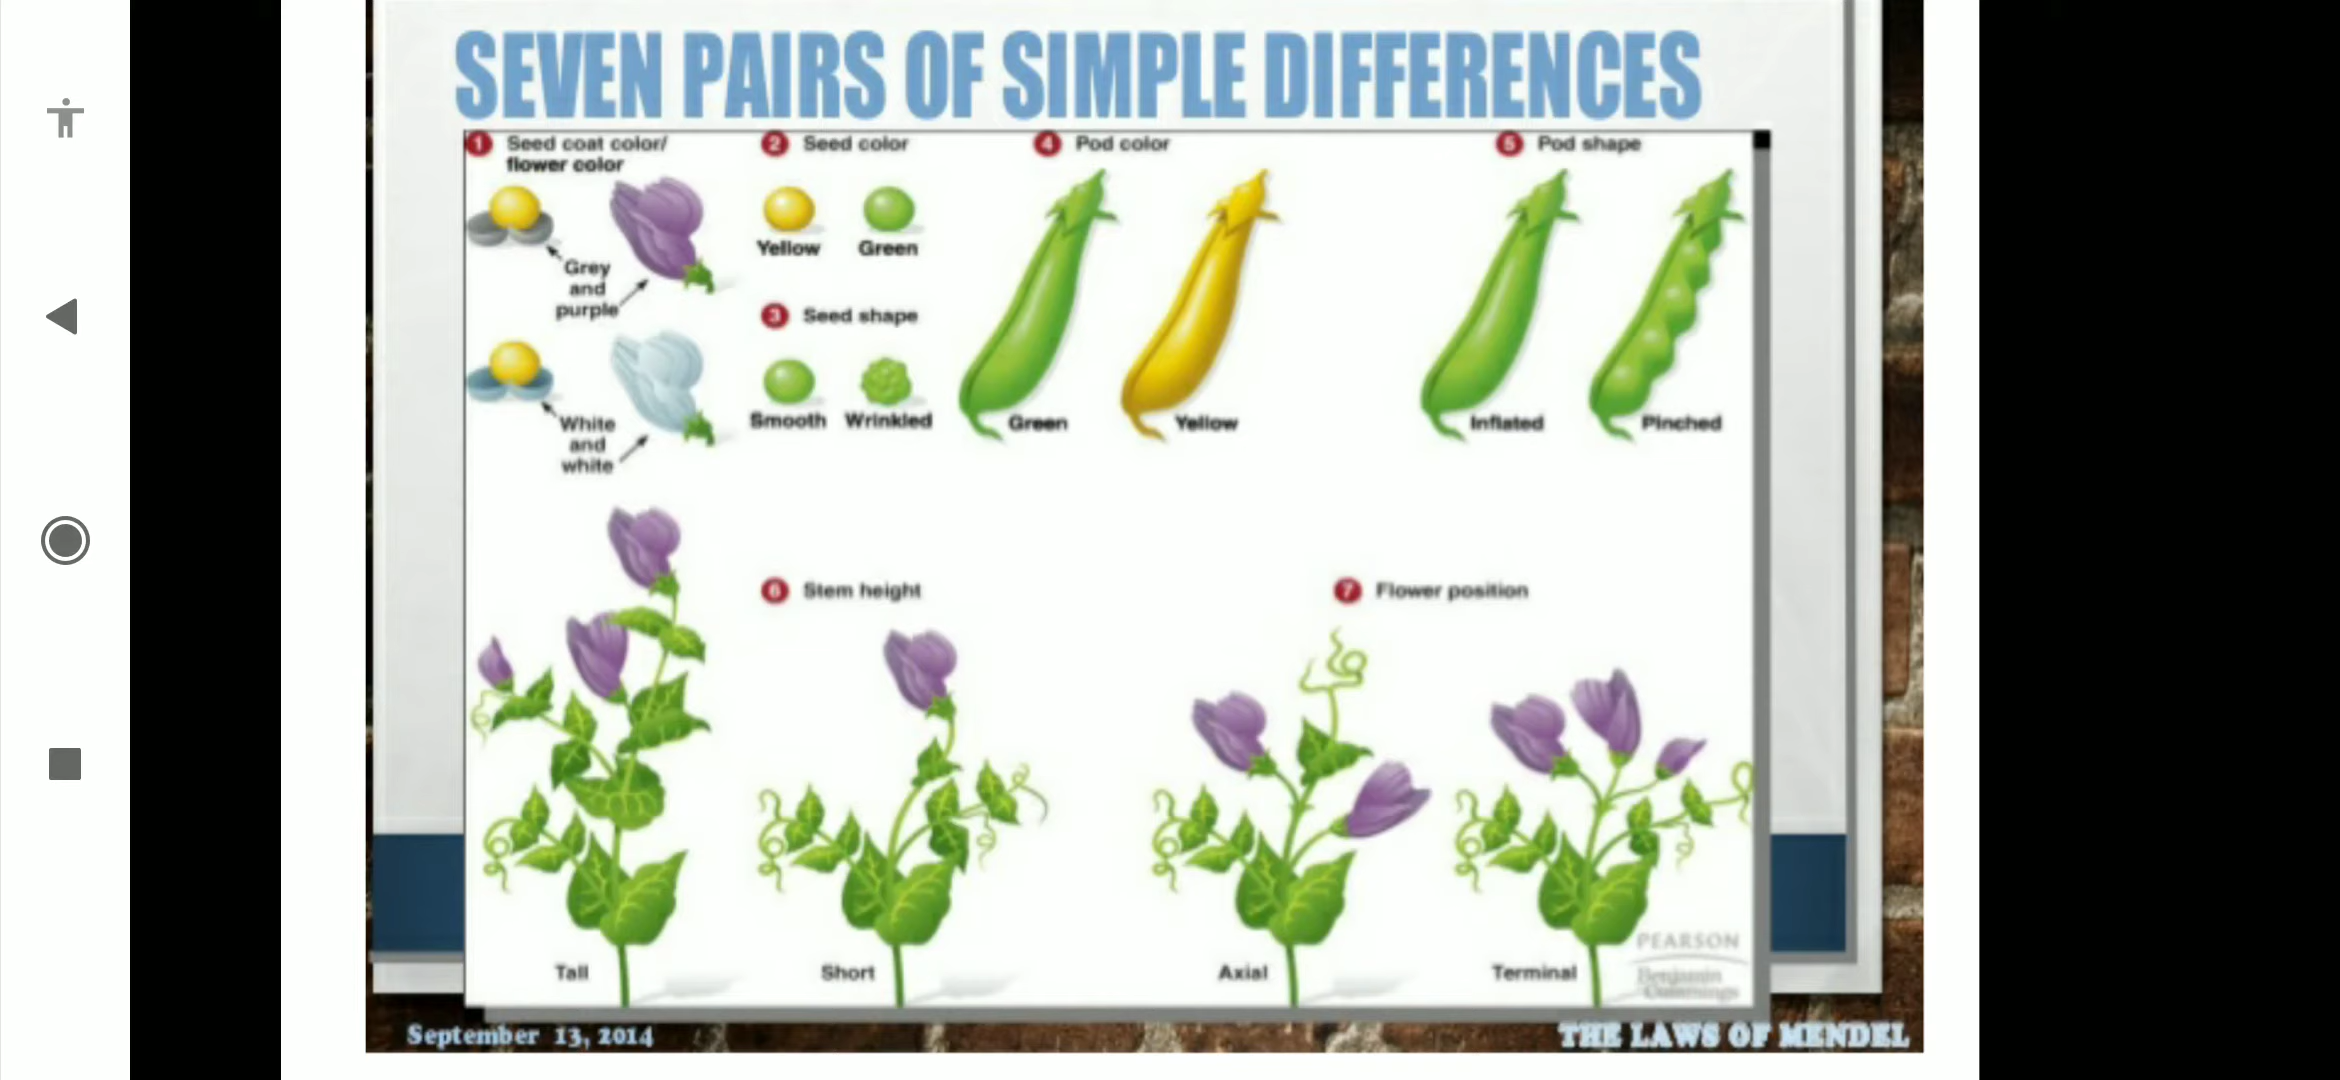 SEVEN PAIRS OF SIMPLE DIFFERENCES
1 Seed coat color/
flower color
Grey
and
purple
White
and
white
2 Seed color
Yellow Green
3 Seed shape
Smooth Wrinkled
4 Pod color
Green Yellow
5 Pod shape
Inflated Pinched
6 Stem height
Tall Short
7 Flower position
Axial Terminal
PEARSON
Benjamin
Cummings
September 13, 2014
THE LAWS OF MENDEL